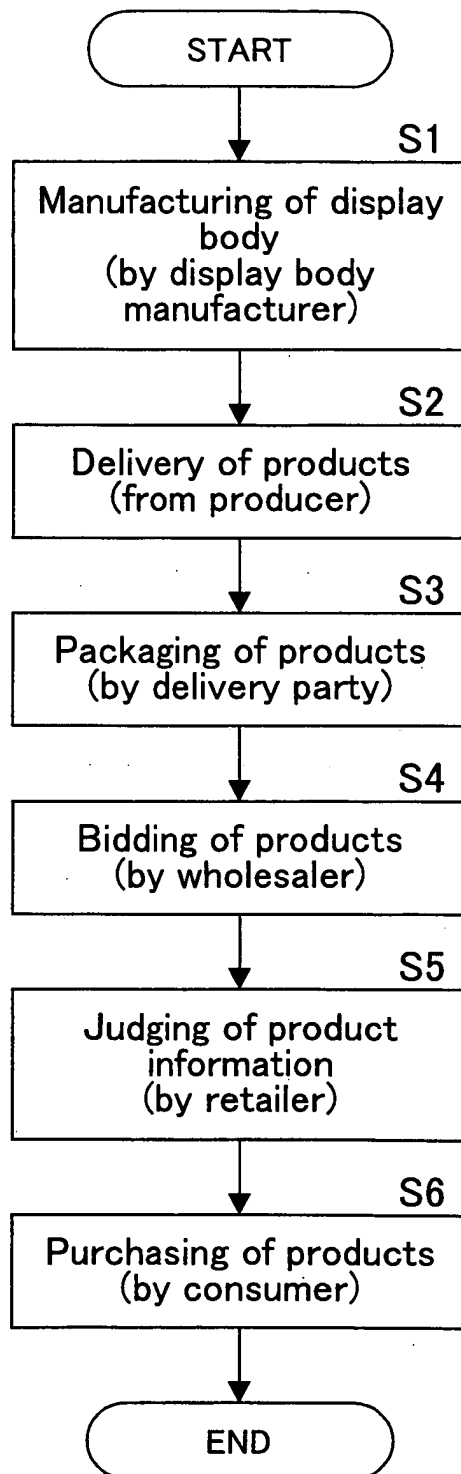 START
S1
Manufacturing of display
body
(by display body
manufacturer)
S2
Delivery of products
(from producer)
S3
Packaging of products
(by delivery party)
S4
Bidding of products
(by wholesaler)
S5
Judging of product
information
(by retailer)
S6
Purchasing of products
(by consumer)
END